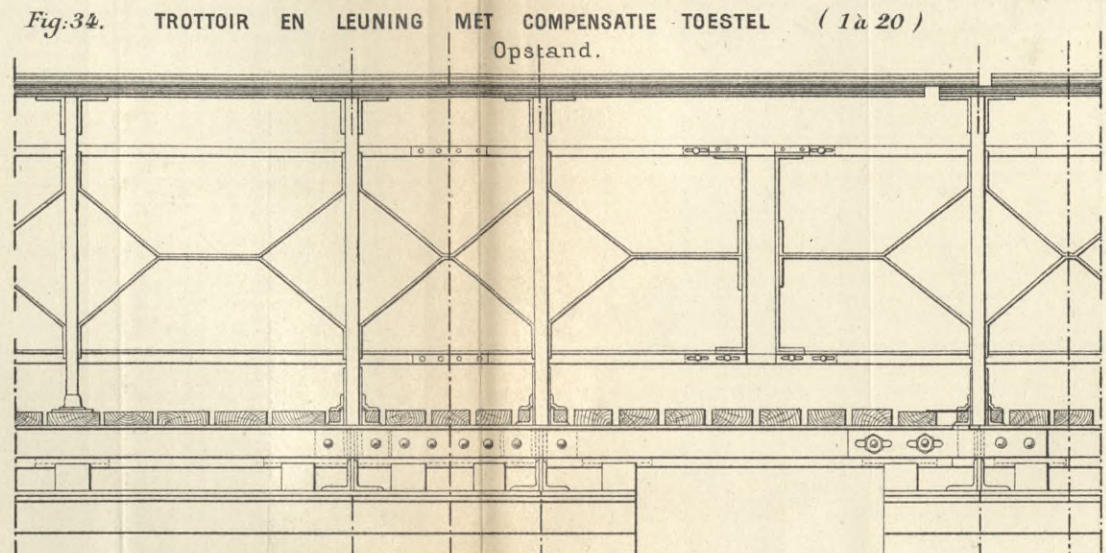 Fig: 34. TROTTOIR EN LEUNING MET COMPENSATIE-TOESTEL ( 1 à 20 )
Opstand.